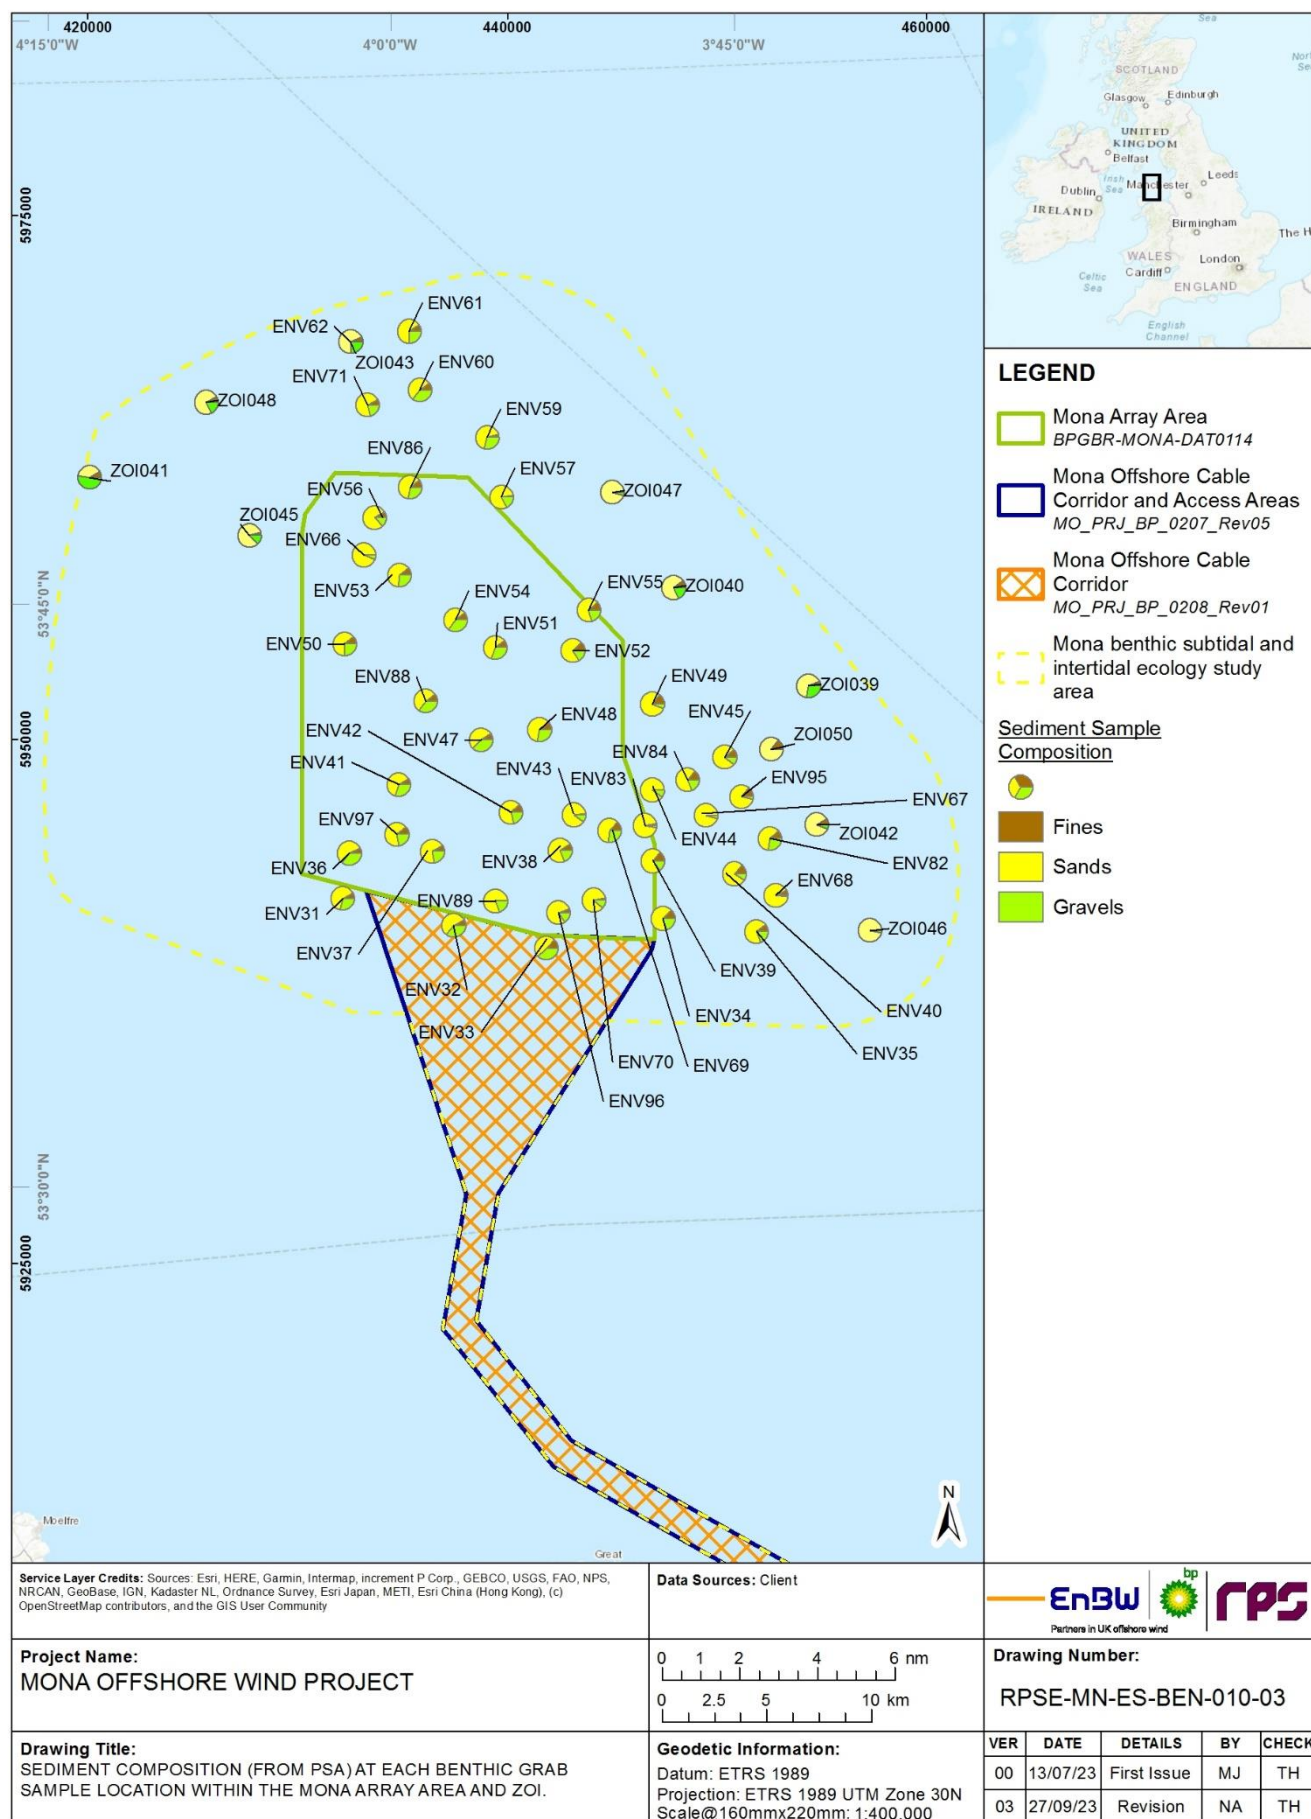 420000
440000
460000
4°15'0"W
4°0'0"W
3°45'0"W
5975000
53°45'0"N
5950000
53°30'0"N
5925000
ENV61
ENV62
ZOI043
ENV60
ENV71
ZOI048
ENV59
ENV86
ZOI041
ENV57
ENV56
ZOI047
ZOI045
ENV66
ENV53
ENV54
ENV55
ZOI040
ENV51
ENV50
ENV52
ENV88
ENV49
ZOI039
ENV42
ENV48
ENV45
ENV47
ENV84
ZOI050
ENV41
ENV43
ENV83
ENV95
ENV67
ENV97
ENV44
ZOI042
ENV36
ENV38
ENV82
ENV89
ENV68
ENV31
ZOI046
ENV37
ENV39
ENV32
ENV40
ENV34
ENV33
ENV35
ENV70
ENV69
ENV96
Moelfre
Great
N
Sea
SCOTLAND
Glasgow
Edinburgh
UNITED
KINGDOM
Belfast
Irish
Sea
Dublin
Manchester
Leeds
IRELAND
Birmingham
The H
WALES
Cardiff
London
Celtic
Sea
ENGLAND
English
Channel
Nor
Se
LEGEND
Mona Array Area
BPGBR-MONA-DAT0114
Mona Offshore Cable
Corridor and Access Areas
MO_PRJ_BP_0207_Rev05
Mona Offshore Cable
Corridor
MO_PRJ_BP_0208_Rev01
Mona benthic subtidal and
intertidal ecology study
area
Sediment Sample
Composition
Fines
Sands
Gravels
Service Layer Credits: Sources: Esri, HERE, Garmin, Intermap, increment P Corp., GEBCO, USGS, FAO, NPS,
NRCAN, GeoBase, IGN, Kadaster NL, Ordnance Survey, Esri Japan, METI, Esri China (Hong Kong), (c)
OpenStreetMap contributors, and the GIS User Community
Data Sources: Client
EnBW
bp
rps
Partners in UK offshore wind
Project Name:
MONA OFFSHORE WIND PROJECT
0 1 2 4 6 nm
0 2.5 5 10 km
Drawing Number:
RPSE-MN-ES-BEN-010-03
Drawing Title:
SEDIMENT COMPOSITION (FROM PSA) AT EACH BENTHIC GRAB
SAMPLE LOCATION WITHIN THE MONA ARRAY AREA AND ZOI.
Geodetic Information:
Datum: ETRS 1989
Projection: ETRS 1989 UTM Zone 30N
Scale@160mmx220mm: 1:400,000
VER DATE DETAILS BY CHECK
00 13/07/23 First Issue MJ TH
03 27/09/23 Revision NA TH